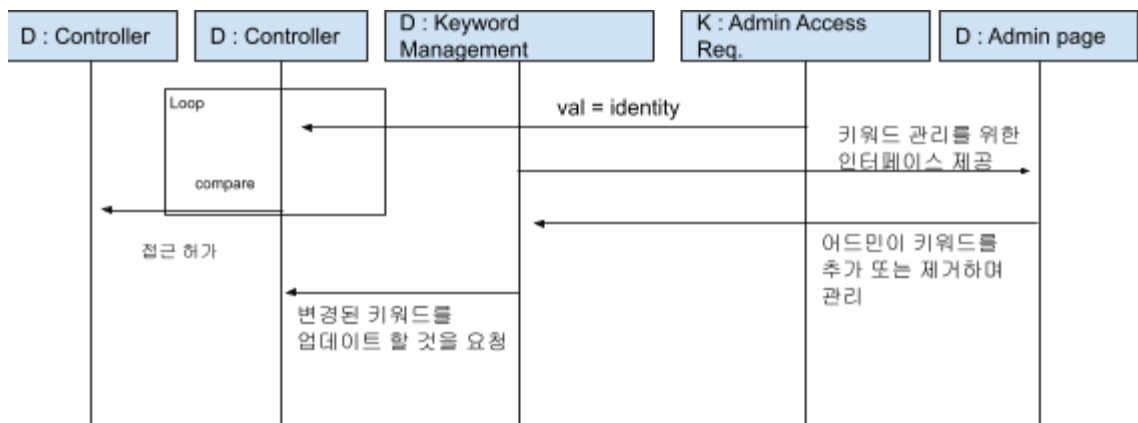 D : Controller
D : Controller
D : Keyword
Management
K : Admin Access
Req.
D : Admin page
Loop
val = identity
키워드 관리를 위한
인터페이스 제공
compare
접근 허가
어드민이 키워드를
추가 또는 제거하며
관리
변경된 키워드를
업데이트 할 것을 요청